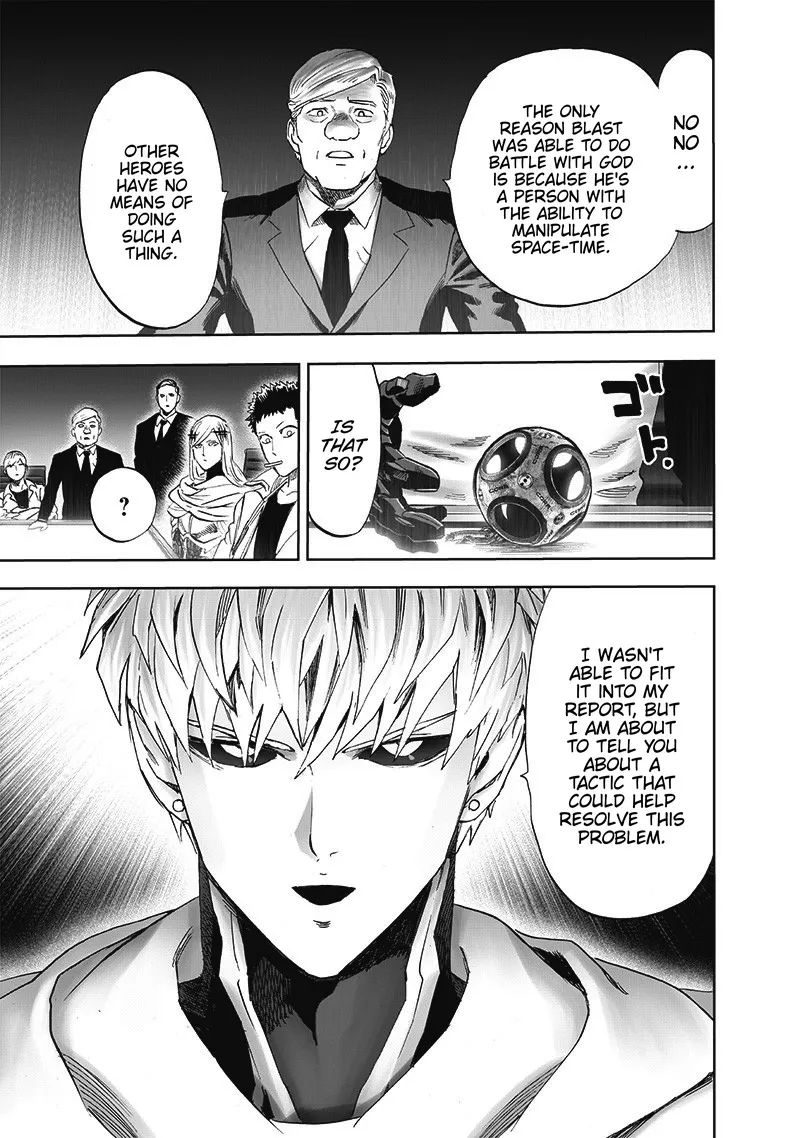 NO
NO
...
THE ONLY
REASON BLAST
WAS ABLE TO DO
BATTLE WITH GOD
IS BECAUSE HE'S
A PERSON WITH
THE ABILITY TO
MANIPULATE
SPACE-TIME.
OTHER
HEROES
HAVE NO
MEANS OF
DOING
SUCH A
THING.
ゴト.
IS
THAT
SO?
?
I WASN'T
ABLE TO FIT
IT INTO MY
REPORT, BUT
I AM ABOUT
TO TELL YOU
ABOUT A
TACTIC THAT
COULD HELP
RESOLVE THIS
PROBLEM.